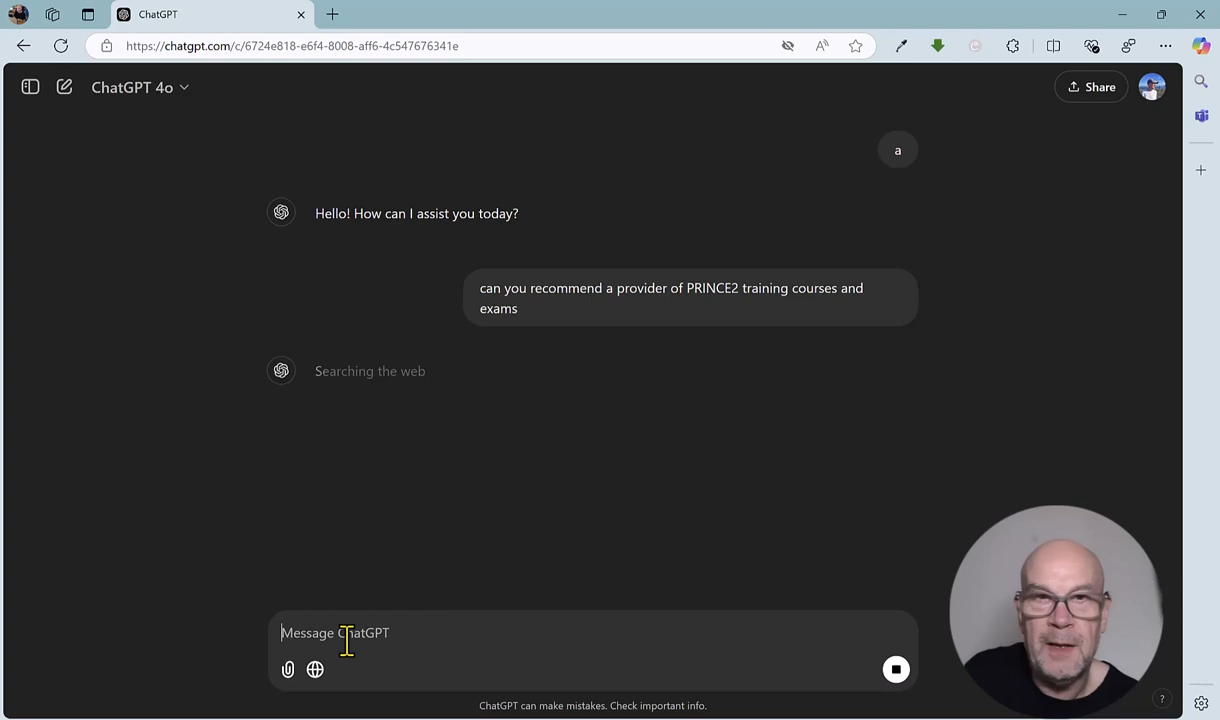 ChatGPT
https://chatgpt.com/c/6724e818-e6f4-8008-aff6-4c547676341e
ChatGPT 4o
Share
a
Hello! How can I assist you today?
can you recommend a provider of PRINCE2 training courses and
exams
Searching the web
Message ChatGPT
ChatGPT can make mistakes. Check important info.
?